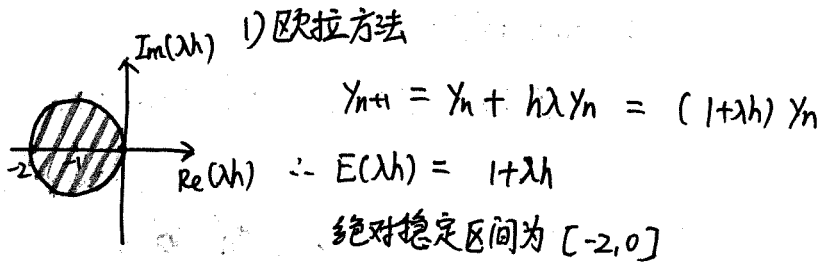 1) 欧拉方法
Im(λh)
y_{n+1} = y_n + hλy_n = (1+λh) y_n
-2 -1 Re(λh)
∴ E(λh) = 1+λh
绝对稳定区间为 [-2,0]